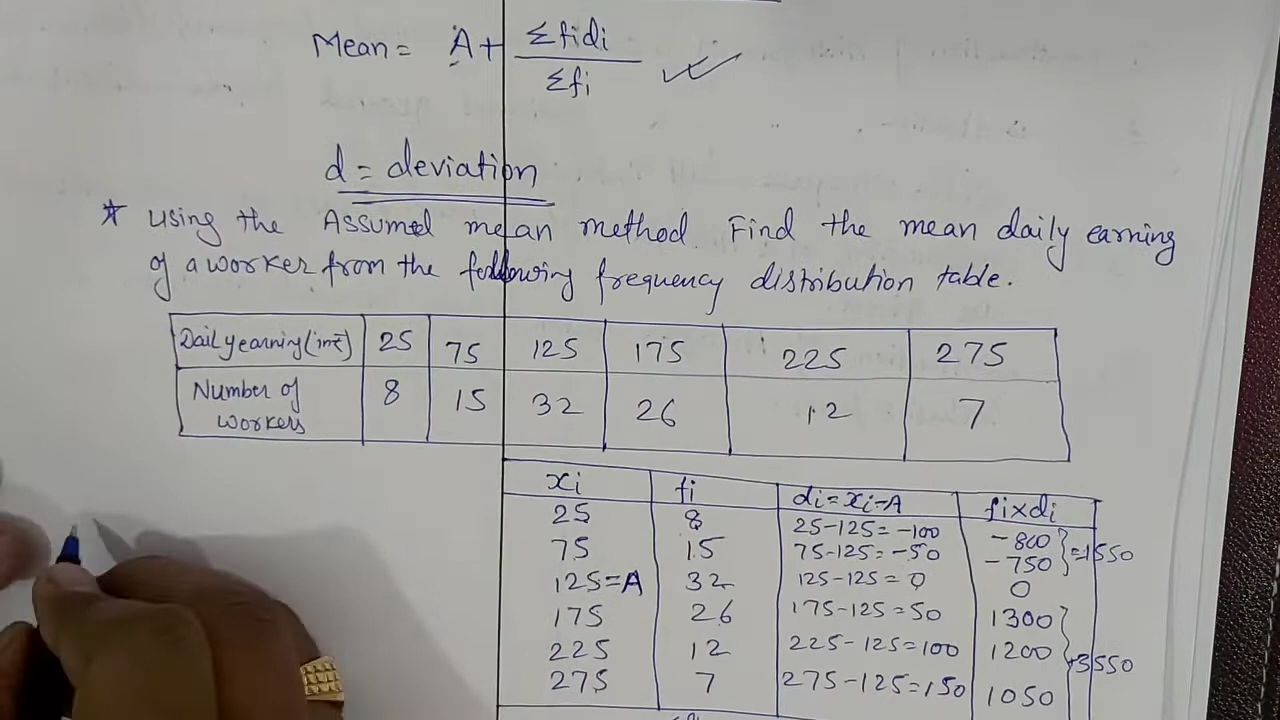 Mean = A + Σfidi
Σfi
d = deviation
* Using the Assumed mean method. Find the mean daily earning
of a worker from the following frequency distribution table.
Daily earning (in ₹) 25 75 125 175 225 275
Number of workers 8 15 32 26 12 7
xi fi di = xi-A fixdi
25 8 25-125 = -100 -800
75 15 75-125 = -50 -750 =-1550
125=A 32 125-125 = 0 0
175 26 175-125 = 50 1300
225 12 225-125 = 100 1200 3550
275 7 275-125 = 150 1050